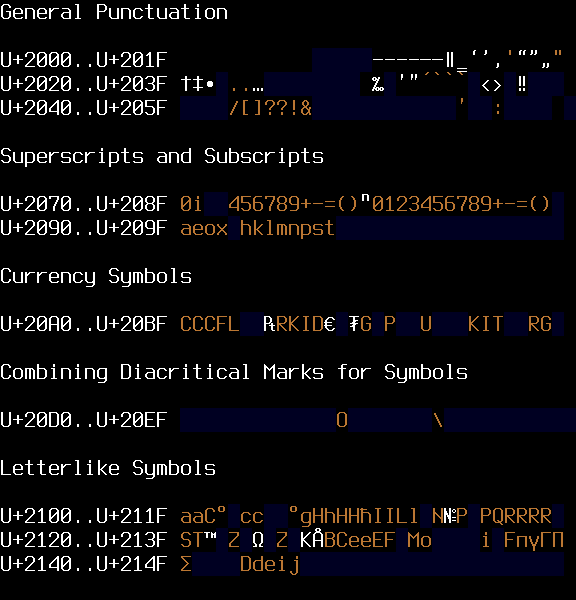 General Punctuation
U+2000..U+201F ------‖‗‘’‚'“”„"
U+2020..U+203F †‡• ..… ‰ ′″‴^`` ‹› ‼
U+2040..U+205F /[]??!& ' :
Superscripts and Subscripts
U+2070..U+208F 0i 456789+-=()ⁿ0123456789+-=()
U+2090..U+209F aeox hklmnpst
Currency Symbols
U+20A0..U+20BF CCCFL ₧RKID€ ₮G P U KIT RG
Combining Diacritical Marks for Symbols
U+20D0..U+20EF O \
Letterlike Symbols
U+2100..U+211F aaC° cc °gHhHHħIILl N№P PQRRRR
U+2120..U+213F ST™ Z Ω Z KÅBCeeEF Mo i FπγΓΠ
U+2140..U+214F Σ Ddeij